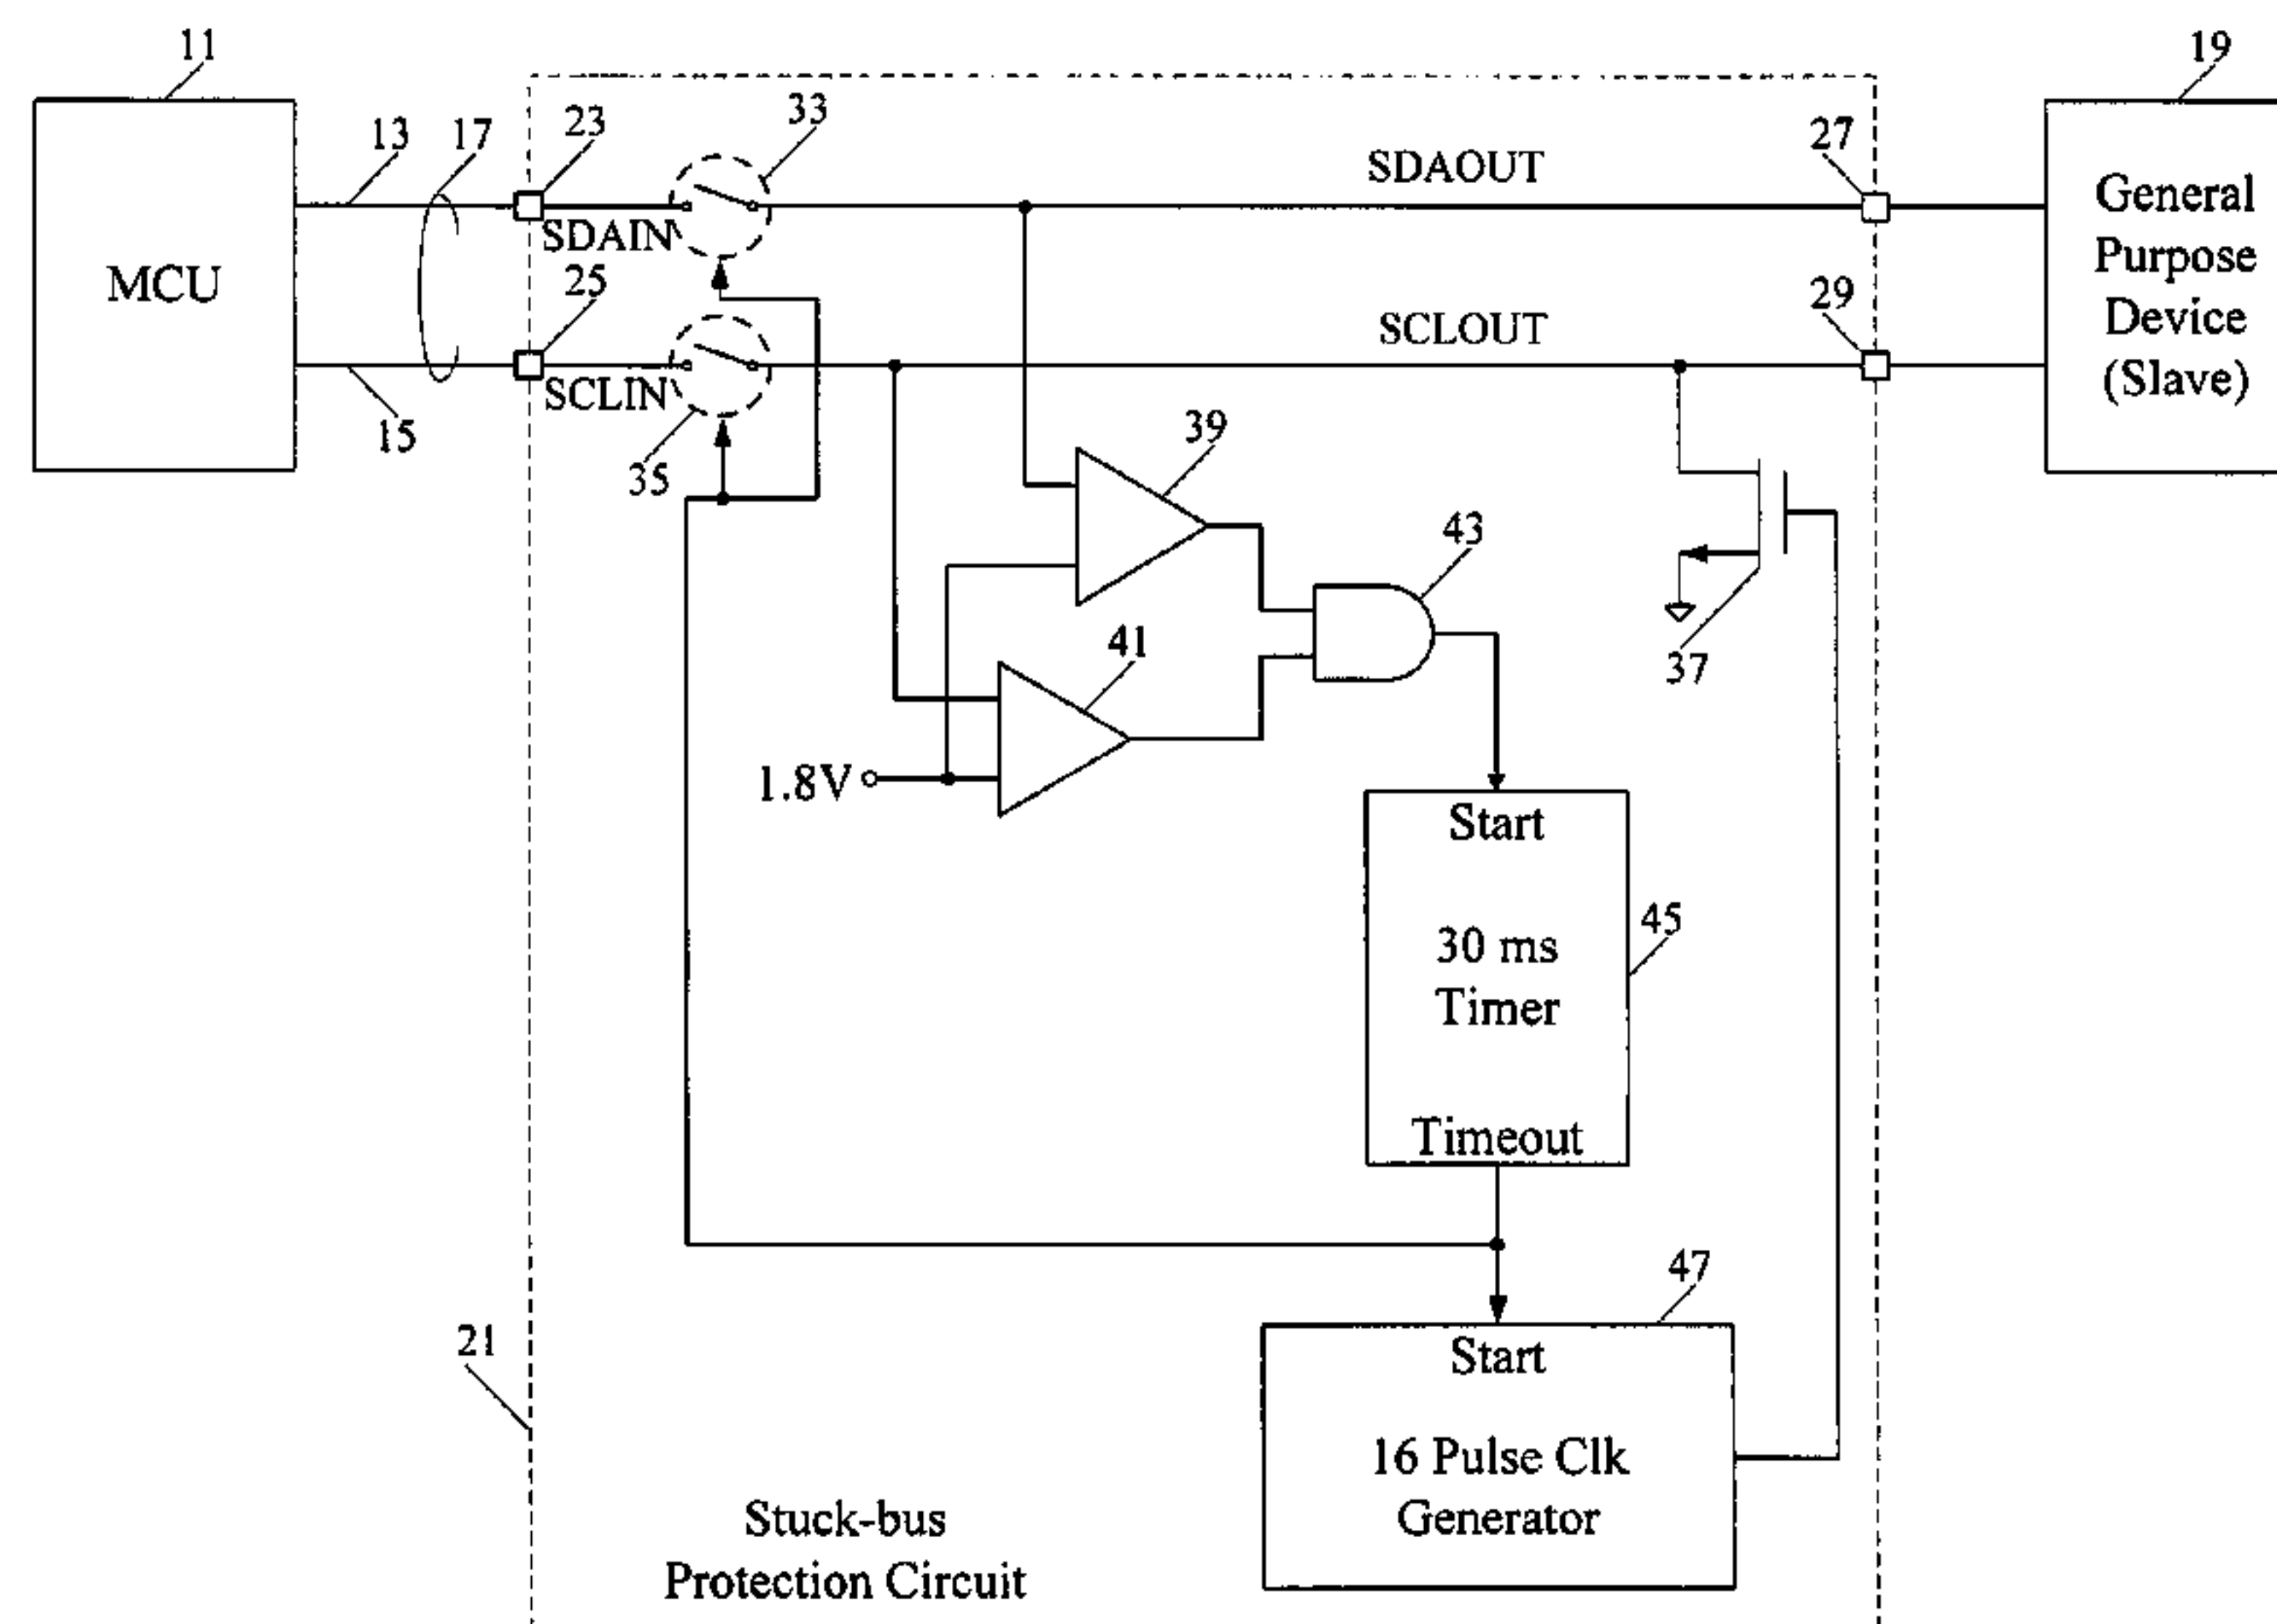 11
19
13
17
23
33
27
SDAOUT
General
Purpose
Device
(Slave)
SDAIN
MCU
25
29
SCLOUT
SCLIN
15
35
39
43
41
37
1.8V
Start
30 ms
Timer
Timeout
45
47
21
Start
16 Pulse Clk
Generator
Stuck-bus
Protection Circuit